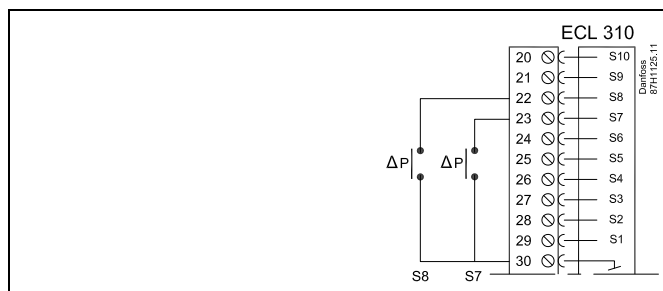 ECL 310
20 S10
21 S9
22 S8
23 S7
24 S6
25 S5
26 S4
27 S3
28 S2
29 S1
30
ΔP ΔP
S8 S7
Danfoss
87H1125.11